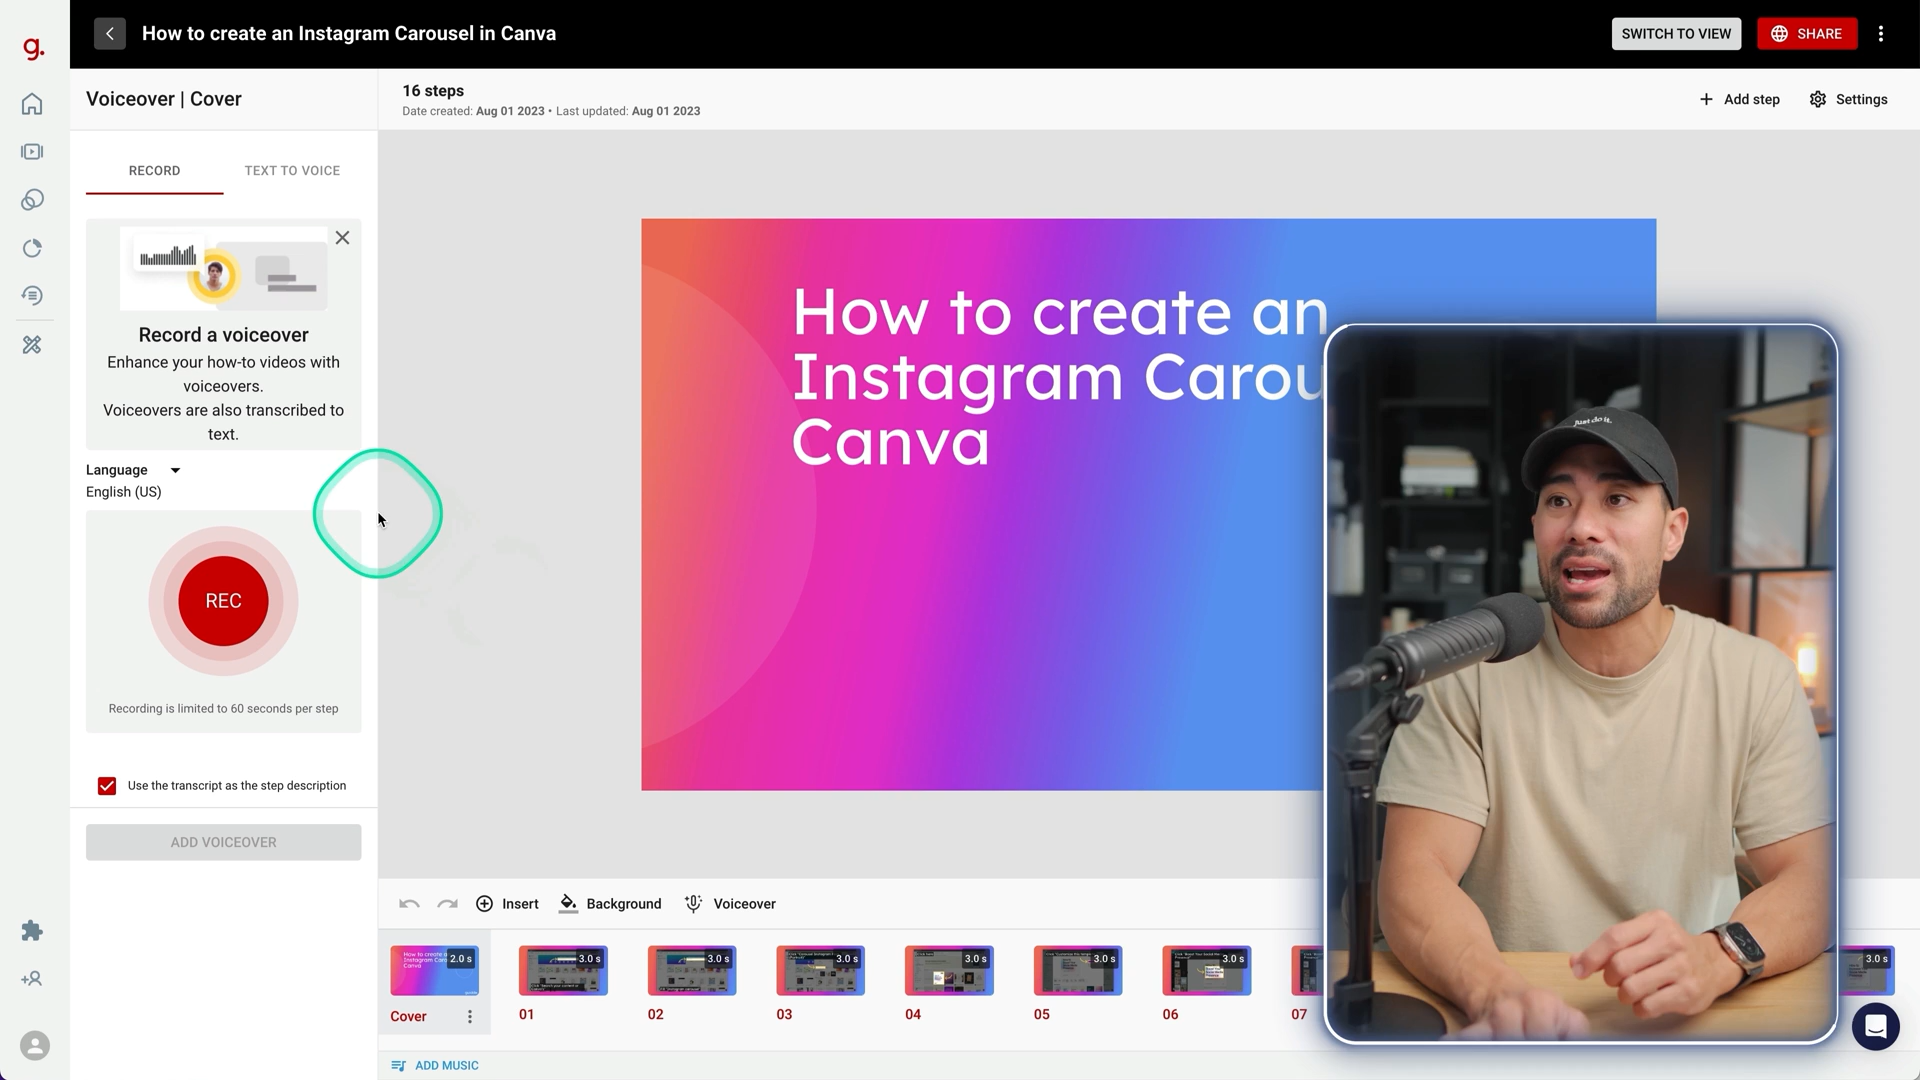 g.
How to create an Instagram Carousel in Canva
SWITCH TO VIEW
SHARE
Voiceover | Cover
16 steps
Date created: Aug 01 2023 • Last updated: Aug 01 2023
Add step
Settings
RECORD
TEXT TO VOICE
Record a voiceover
Enhance your how-to videos with
voiceovers.
Voiceovers are also transcribed to
text.
Language
English (US)
REC
Recording is limited to 60 seconds per step
Use the transcript as the step description
ADD VOICEOVER
How to create an
Instagram Carou
Canva
Just do it.
Insert
Background
Voiceover
2.0 s
3.0 s
3.0 s
3.0 s
3.0 s
3.0 s
3.0 s
3.0 s
Cover
01
02
03
04
05
06
07
ADD MUSIC